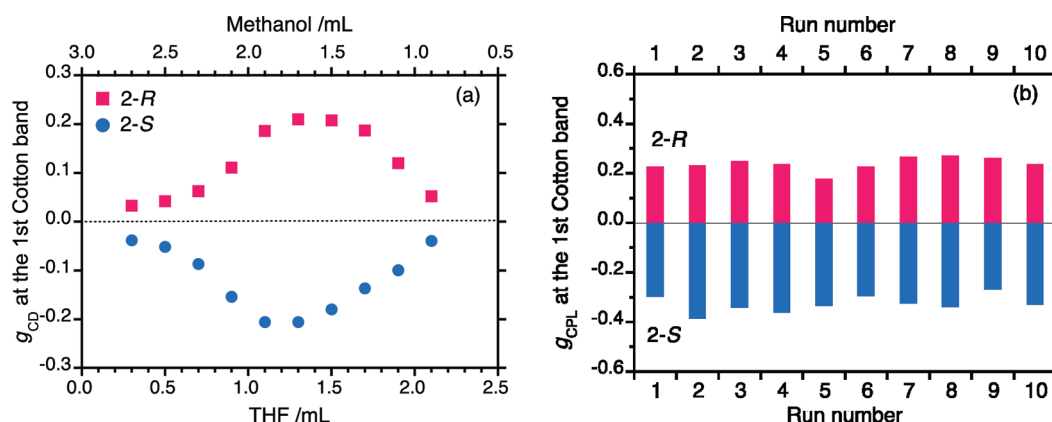 Methanol /mL
3.0 2.5 2.0 1.5 1.0 0.5
0.3
0.2
0.1
0.0
-0.1
-0.2
-0.3
gCD at the 1st Cotton band
2-R
2-S
(a)
0.0 0.5 1.0 1.5 2.0 2.5
THF /mL
Run number
1 2 3 4 5 6 7 8 9 10
0.6
0.4
0.2
0.0
-0.2
-0.4
-0.6
gCPL at the 1st Cotton band
(b)
2-R
2-S
1 2 3 4 5 6 7 8 9 10
Run number